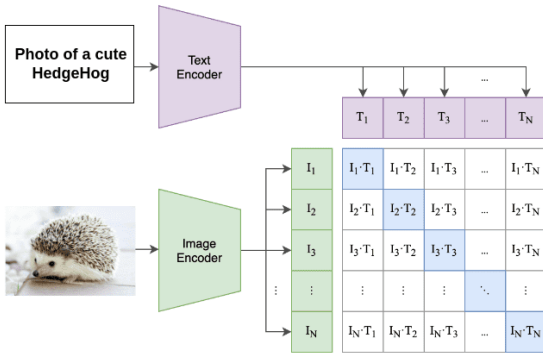 Photo of a cute
HedgeHog
Text
Encoder
...
T1 T2 T3 ... TN
I1 I1·T1 I1·T2 I1·T3 ... I1·TN
I2 I2·T1 I2·T2 I2·T3 ... I2·TN
Image
Encoder
I3 I3·T1 I3·T2 I3·T3 ... I3·TN
⋮ ⋮ ⋮ ⋮ ⋮ ⋱ ⋮
IN IN·T1 IN·T2 IN·T3 ... IN·TN